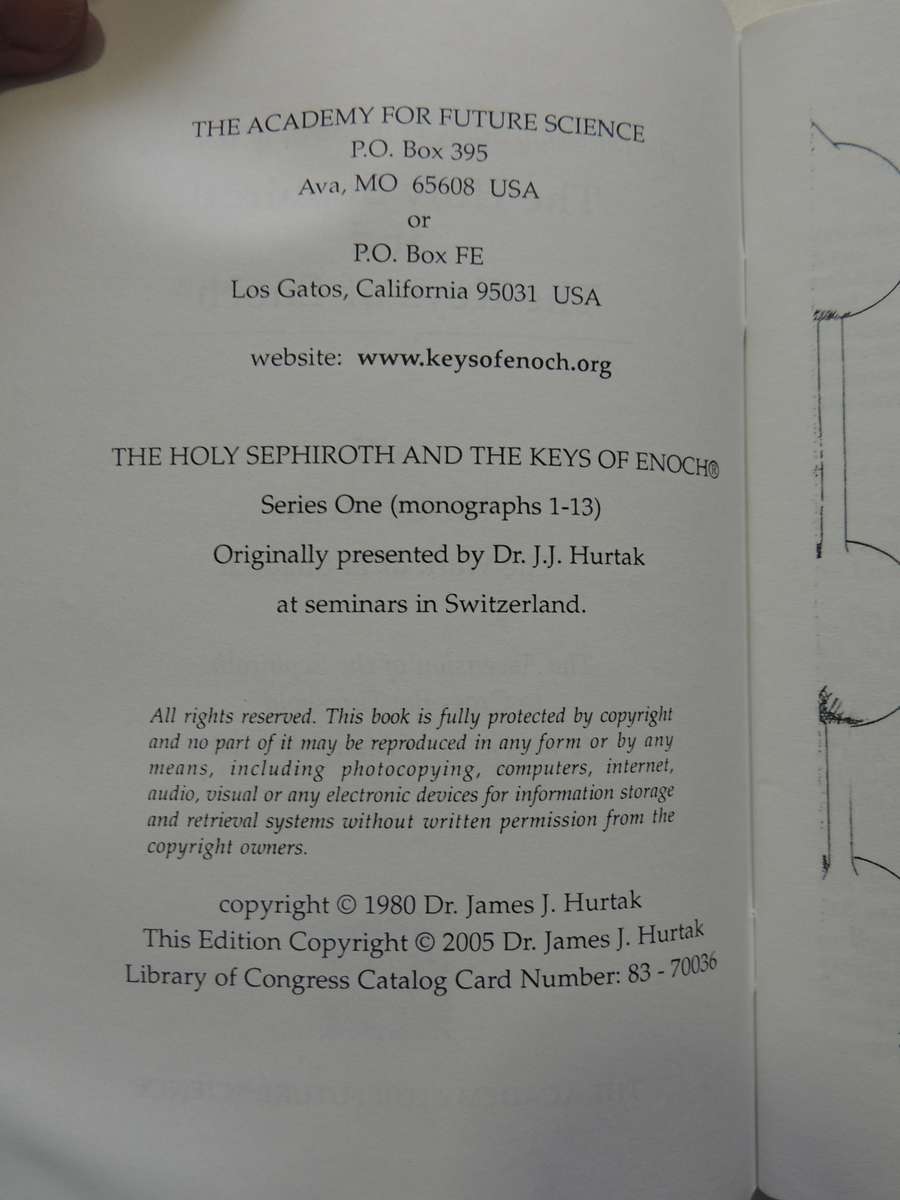 THE ACADEMY FOR FUTURE SCIENCE
P.O. Box 395
Ava, MO 65608 USA
or
P.O. Box FE
Los Gatos, California 95031 USA
website: www.keysofenoch.org
THE HOLY SEPHIROTH AND THE KEYS OF ENOCH®
Series One (monographs 1-13)
Originally presented by Dr. J.J. Hurtak
at seminars in Switzerland.
All rights reserved. This book is fully protected by copyright
and no part of it may be reproduced in any form or by any
means, including photocopying, computers, internet,
audio, visual or any electronic devices for information storage
and retrieval systems without written permission from the
copyright owners.
copyright © 1980 Dr. James J. Hurtak
This Edition Copyright © 2005 Dr. James J. Hurtak
Library of Congress Catalog Card Number: 83 - 70036